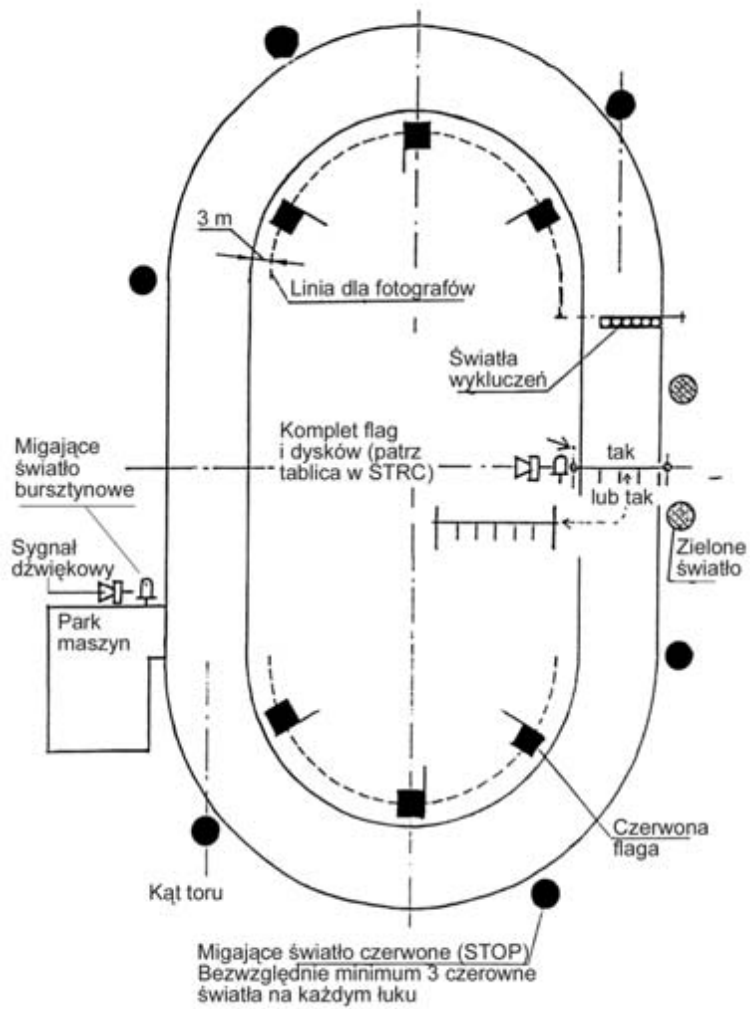 3 m
Linia dla fotografów
Światła
wykluczeń
Komplet flag
i dysków (patrz
tablica w STRC)
tak
lub tak
Migające
światło
bursztynowe
Zielone
światło
Sygnał
dźwiękowy
Park
maszyn
Czerwona
flaga
Kąt toru
Migające światło czerwone (STOP)
Bezwzględnie minimum 3 czerowne
światła na każdym łuku